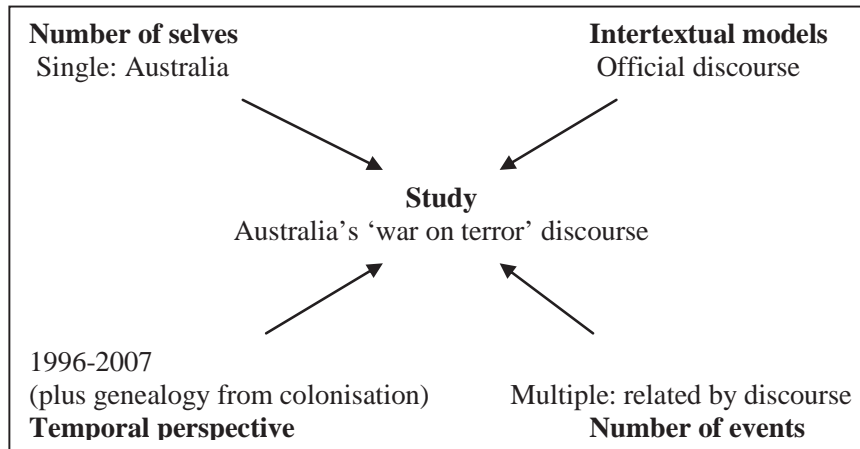 Number of selves
Single: Australia
Intertextual models
Official discourse
Study
Australia's 'war on terror' discourse
1996-2007
(plus genealogy from colonisation)
Temporal perspective
Multiple: related by discourse
Number of events